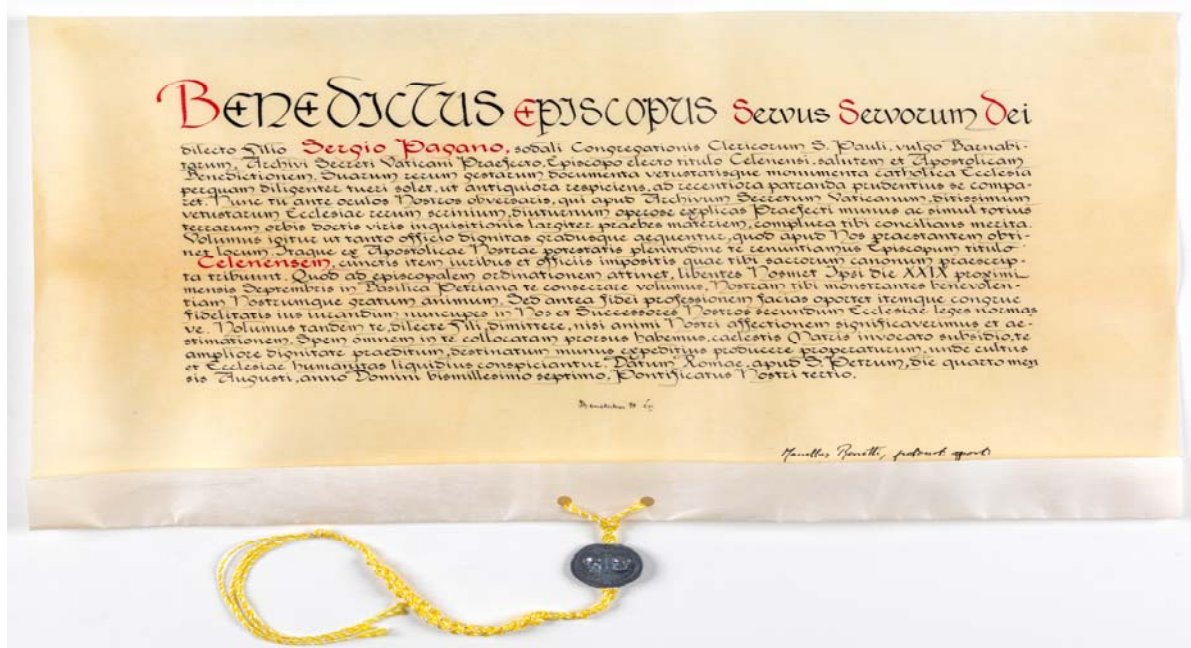 BENEDICTUS EPISCOPUS Servus Servorum Dei
dilecto Filio Sergio Pagano, sodali Congregationis Clericorum S. Pauli, vulgo Barnabi-
tarum, Archivi Secreti Vaticani Praefecto, Episcopo electo titulo Celenensi, salutem et Apostolicam
Benedictionem. Suarum rerum gestarum documenta vetustatisque monumenta catholica Ecclesia
perquam diligenter tueri solet, ut antiquiora respiciens, ad recentiora patranda prudentius se compa-
ret. Nunc tu ante oculos Nostros obversaris, qui apud Archivum Secretum Vaticanum, ditissimum
vetustarum Ecclesiae rerum scrinium, diuturnum operose explicas Praefecti munus ac simul totius
terrarum orbis doctis viris inquisitionis largiter praebes materiem, complura tibi concilians merita.
Volumus igitur ut tanto officio dignitas gradusque aequentur, quod apud Nos praestantem obti-
net locum. Itaque ex Apostolicae Nostrae potestatis plenitudine te renuntiamus Episcopum titulo
Celenensem, iunctis item iuribus et officiis impositis quae tibi sacrorum canonum praescrip-
ta tribuunt. Quod ad episcopalem ordinationem attinet, libentes Nosmet Ipsi die XXIX proximi
mensis Septembris in Basilica Petriana te consecrare volumus, Nostram tibi monstrantes benevolen-
tiam Nostrumque gratum animum. Sed antea fidei professionem facias oportet itemque congrue
fidelitatis ius iurandum nuncupes in Nos et Successores Nostros secundum Ecclesiae leges normas
ve. Nolumus tandem te, dilecte Fili, dimittere, nisi animi Nostri affectionem significaverimus et ae-
stimationem. Spem omnem in te collocatam prorsus habemus, caelestis Matris invocato subsidio, te
ampliore dignitate praeditum, destinatum munus expeditius producere properaturum, unde cultus
et Ecclesiae humanitas liquidius conspiciantur. Datum Romae, apud S. Petrum, die quarto men
sis Augusti, anno Domini bismillesimo septimo, Pontificatus Nostri tertio.
Benedictus PP XVI